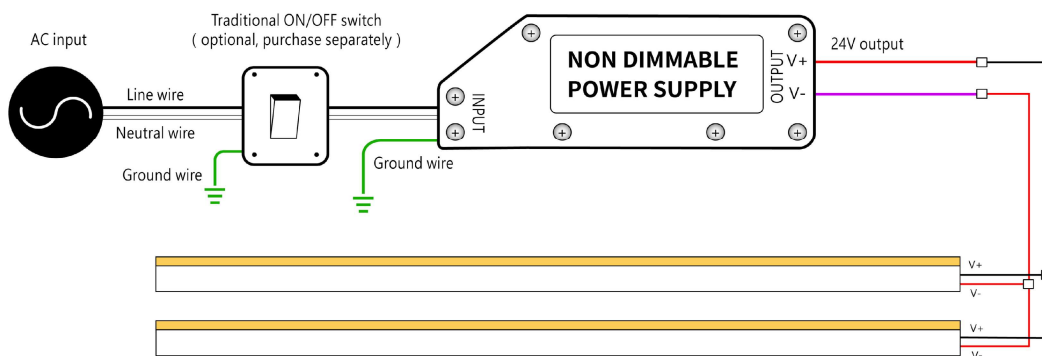 Traditional ON/OFF switch
( optional, purchase separately )
AC input
24V output
NON DIMMABLE
POWER SUPPLY
INPUT
OUTPUT
V+
V-
Line wire
Neutral wire
Ground wire
Ground wire
V+
V-
V+
V-